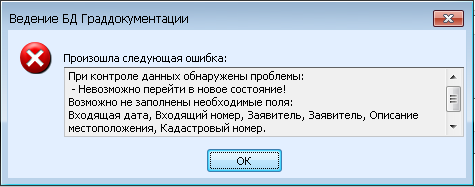 Ведение БД Граддокументации
Произошла следующая ошибка:
При контроле данных обнаружены проблемы:
- Невозможно перейти в новое состояние!
Возможно не заполнены необходимые поля:
Входящая дата, Входящий номер, Заявитель, Заявитель, Описание
местоположения, Кадастровый номер.
OK